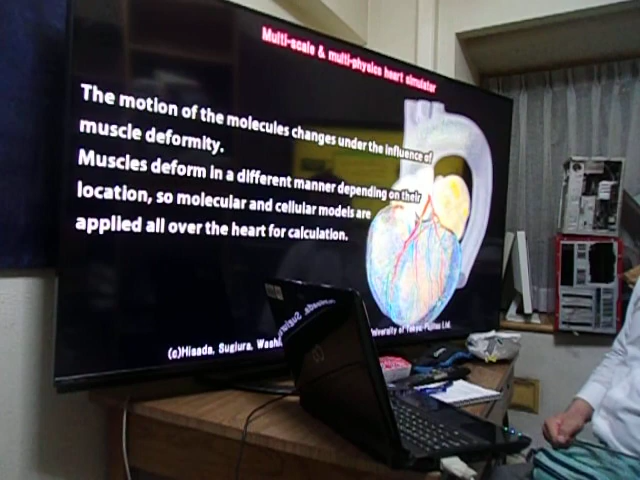 Multi-scale & multi-physics heart simulator
The motion of the molecules changes under the influence of
muscle deformity.
Muscles deform in a different manner depending on their
location, so molecular and cellular models are
applied all over the heart for calculation.
(c)Hisada, Sugiura, Washi
University of Tokyo Fujitsu Ltd.